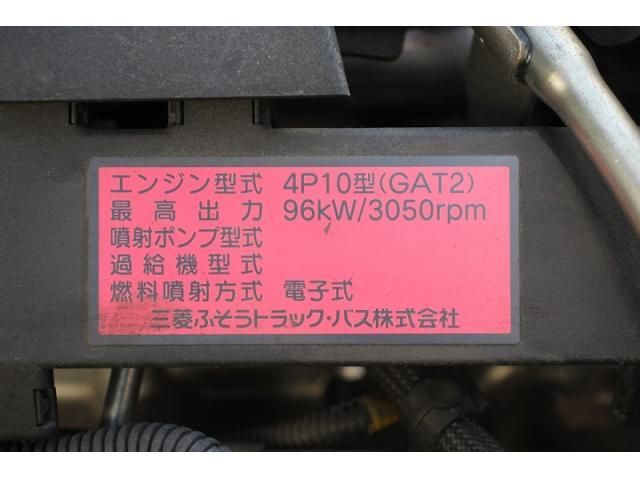 エンジン型式 4P10型(GAT2)
最高出力 96kW/3050rpm
噴射ポンプ型式
過給機型式
燃料噴射方式 電子式
三菱ふそうトラック・バス株式会社